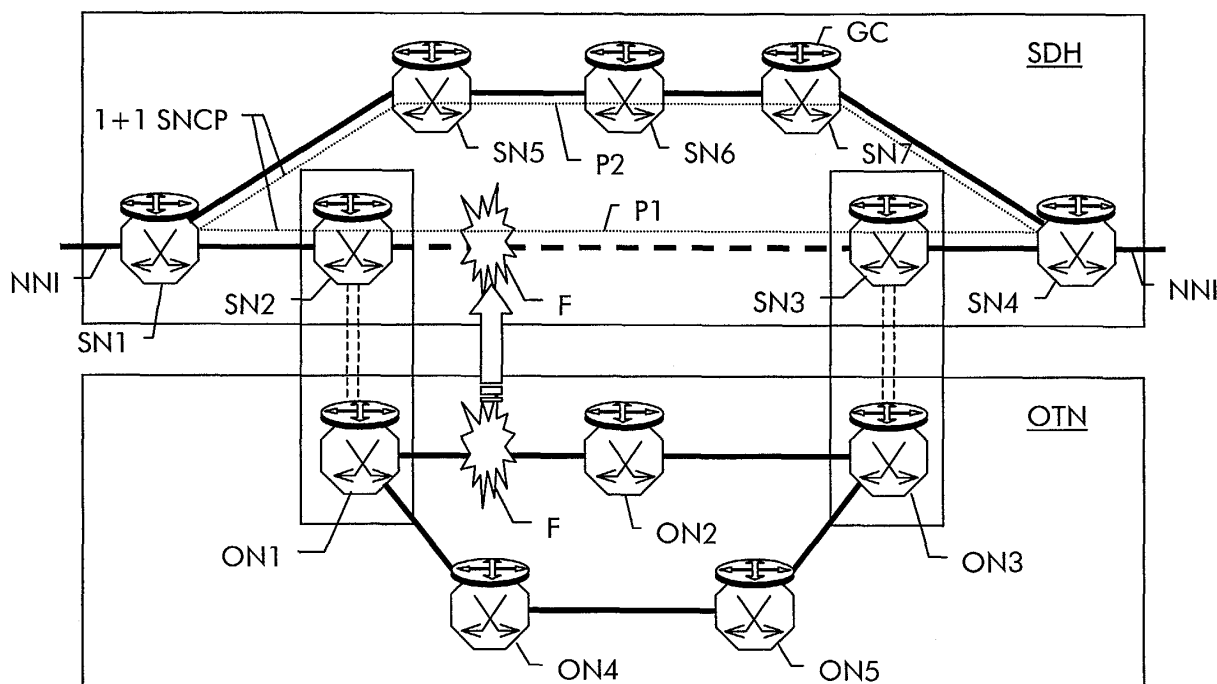 GC
SDH
1+1 SNCP
SN5
P2
SN6
SN7
P1
NNI
SN2
F
SN3
SN4
NNI
SN1
OTN
F
ON2
ON1
ON3
ON4
ON5